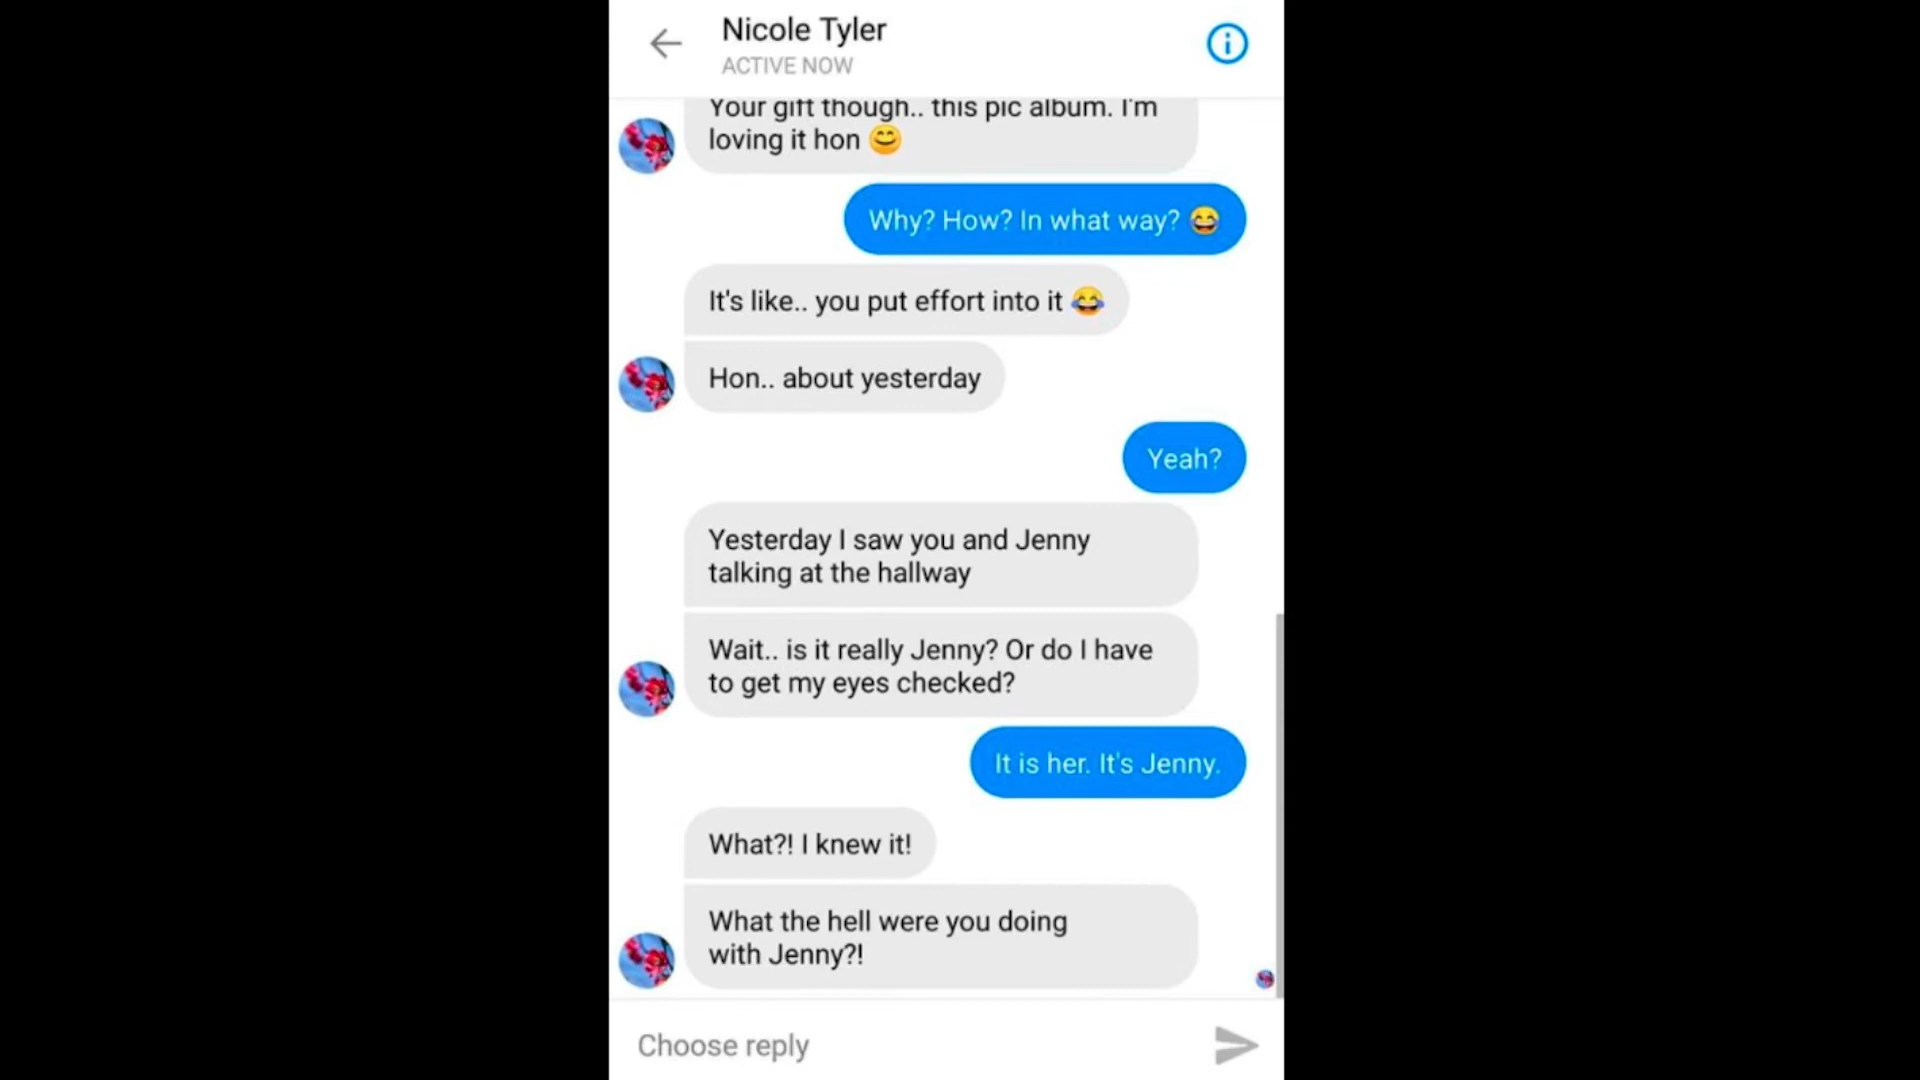 Nicole Tyler
ACTIVE NOW
Your gift though.. this pic album. I'm
loving it hon 😊
Why? How? In what way? 😂
It's like.. you put effort into it 😂
Hon.. about yesterday
Yeah?
Yesterday I saw you and Jenny
talking at the hallway
Wait.. is it really Jenny? Or do I have
to get my eyes checked?
It is her. It's Jenny.
What?! I knew it!
What the hell were you doing
with Jenny?!
Choose reply